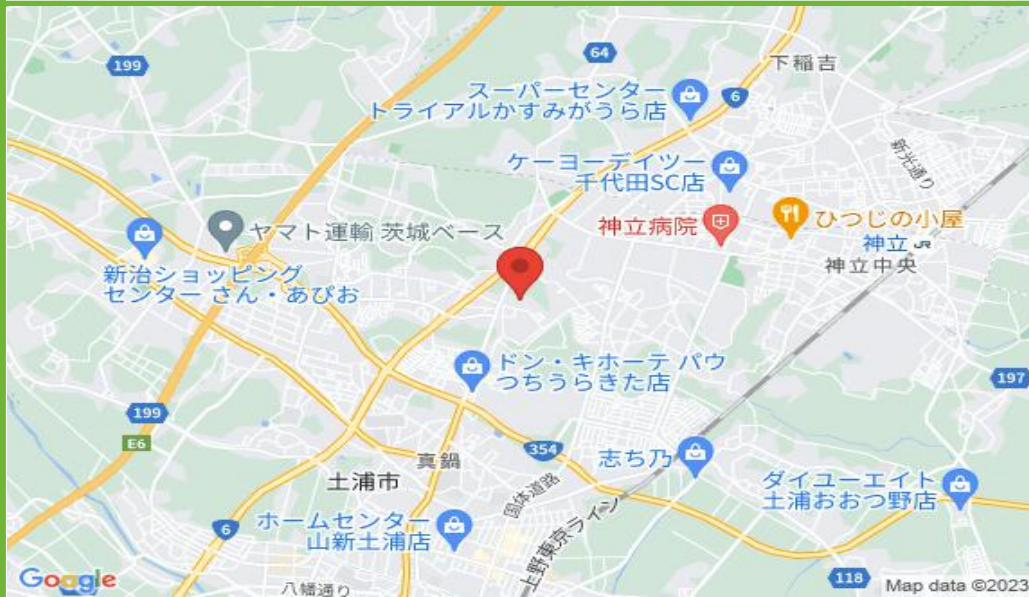 199
64
下稲吉
スーパーセンター
トライアルかすみがうら店
6
新光通り
ケーヨーデイツー
千代田SC店
神立病院
ひつじの小屋
神立 JR
神立中央
ヤマト運輸 茨城ベース
新治ショッピング
センター さん・あぴお
ドン・キホーテ パウ
つちうらきた店
197
199
E6
354
真鍋
志ち乃
土浦市
国体道路
ダイユーエイト
土浦おおつ野店
6
ホームセンター
山新土浦店
上野東京ライン
118
Google
八幡通り
Map data ©2023